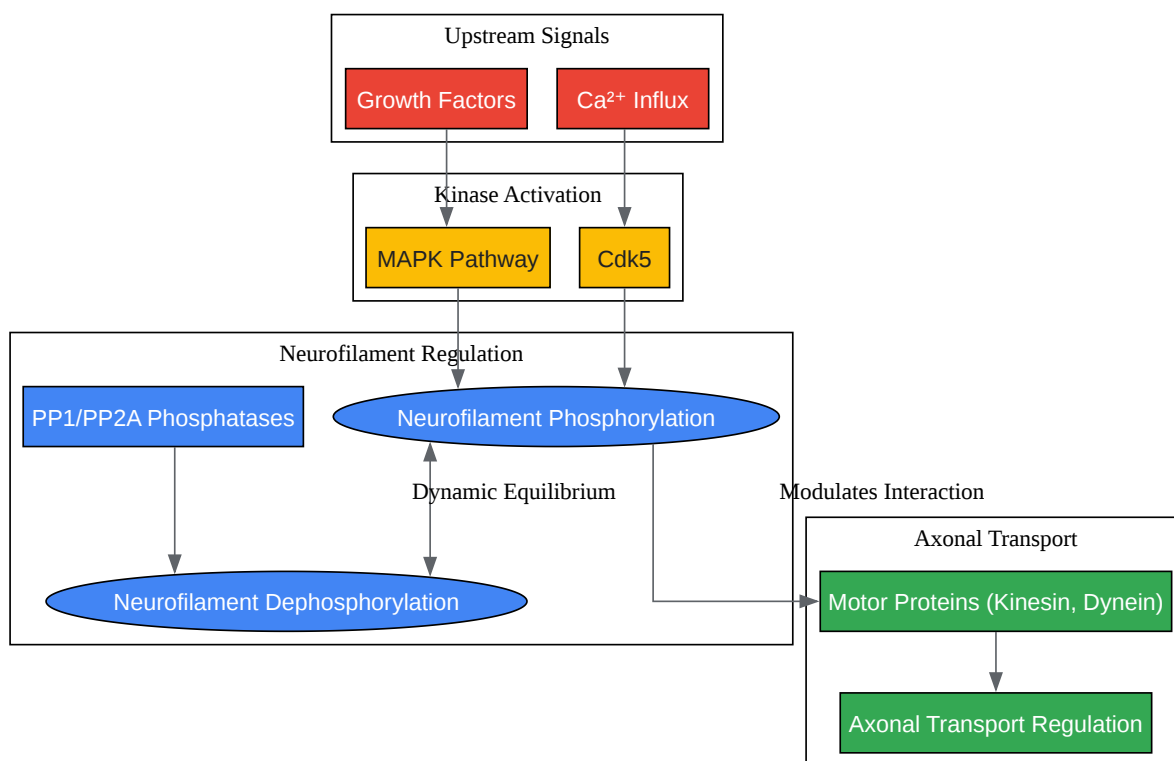 Upstream Signals
Growth Factors
Ca²⁺ Influx
Kinase Activation
MAPK Pathway
Cdk5
Neurofilament Regulation
PP1/PP2A Phosphatases
Neurofilament Phosphorylation
Dynamic Equilibrium
Modulates Interaction
Axonal Transport
Neurofilament Dephosphorylation
Motor Proteins (Kinesin, Dynein)
Axonal Transport Regulation